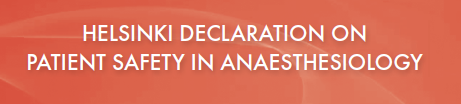 HELSINKI DECLARATION ON
PATIENT SAFETY IN ANAESTHESIOLOGY